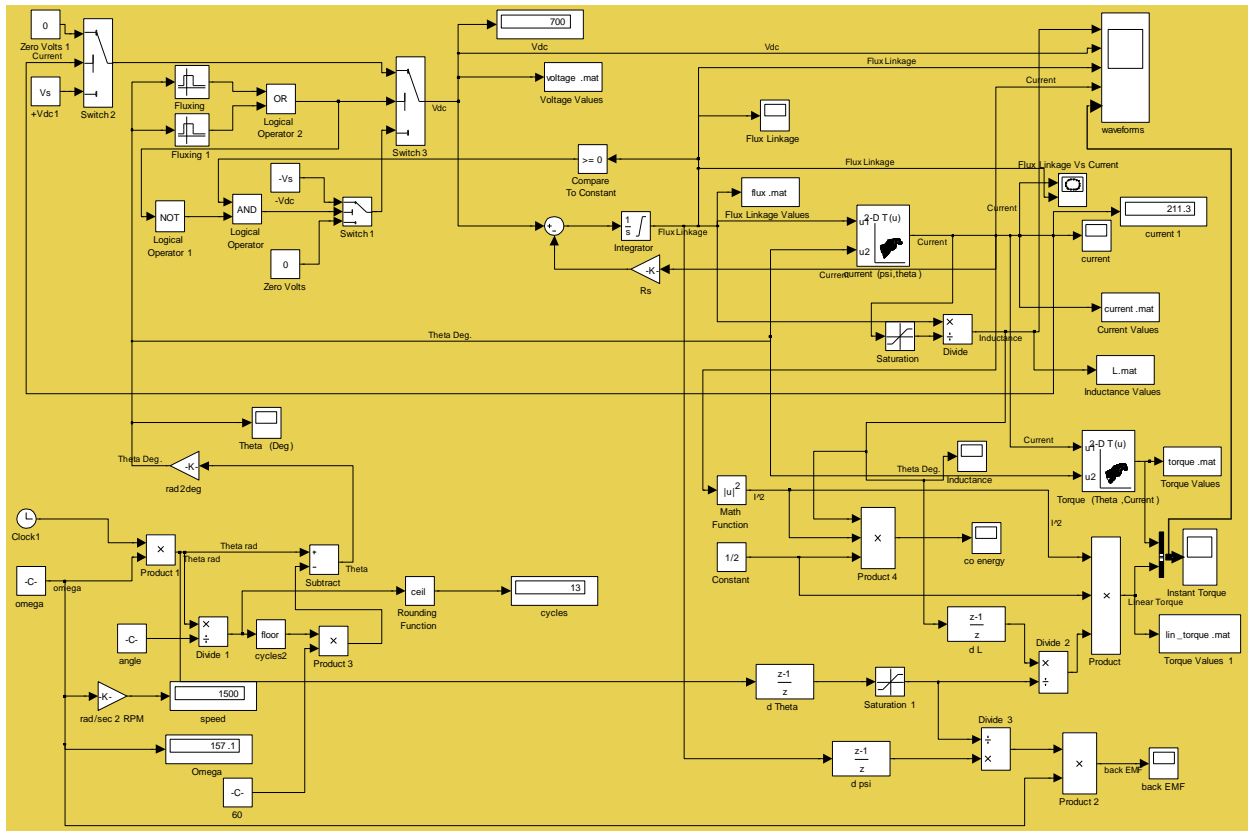 0
Zero Volts 1
Current
Vs
+Vdc1
Switch2
Fluxing
Fluxing 1
OR
Logical
Operator 2
Switch3
Vdc
700
Vdc
Vdc
voltage .mat
Voltage Values
Flux Linkage
Current
waveforms
Flux Linkage
>= 0
Compare
To Constant
Flux Linkage
Flux Linkage Vs Current
-Vs
-Vdc
NOT
Logical
Operator 1
AND
Logical
Operator
Switch1
0
Zero Volts
flux .mat
Flux Linkage Values
+
-
1
s
Integrator
Flux Linkage
2-D T(u)
u1
u2
current (psi,theta)
Current
Current
Current
211.3
current 1
current
-K-
Rs
current .mat
Current Values
Theta Deg.
Saturation
×
÷
Divide
Inductance
L.mat
Inductance Values
Theta (Deg)
Theta Deg.
-K-
rad2deg
Current
2-D T(u)
u1
u2
Torque (Theta ,Current )
torque .mat
Torque Values
Theta Deg.
Inductance
|u|2
Math
Function
I^2
I^2
Clock1
×
Product 1
Theta rad
Theta rad
+
-
Subtract
Theta
-C-
omega
omega
1/2
Constant
×
Product 4
co energy
Instant Torque
ceil
Rounding
Function
13
cycles
×
Product
Linear Torque
lin _torque .mat
Torque Values 1
-C-
angle
×
÷
Divide 1
floor
cycles2
×
Product 3
z-1
z
d L
Divide 2
×
÷
-K-
rad/sec 2 RPM
1500
speed
z-1
z
d Theta
Saturation 1
157 .1
Omega
Divide 3
÷
×
z-1
z
d psi
×
Product 2
back EMF
back EMF
-C-
60